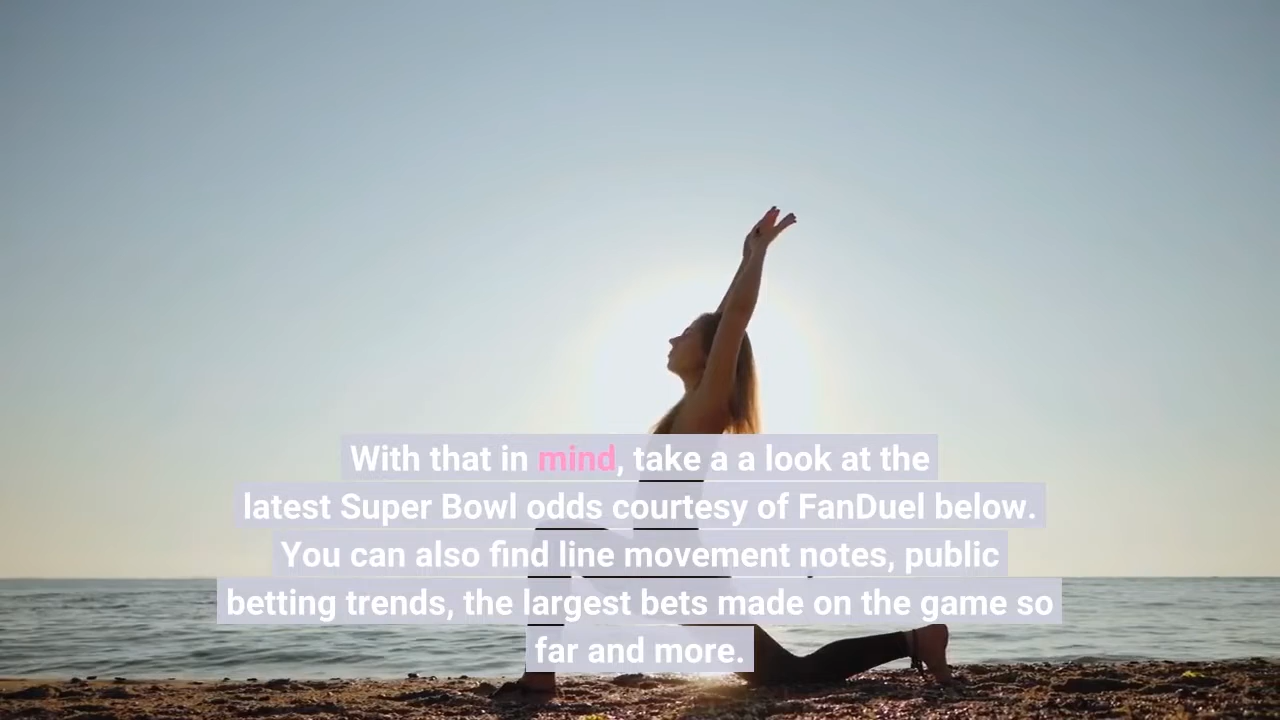 With that in mind, take a a look at the
latest Super Bowl odds courtesy of FanDuel below.
You can also find line movement notes, public
betting trends, the largest bets made on the game so
far and more.